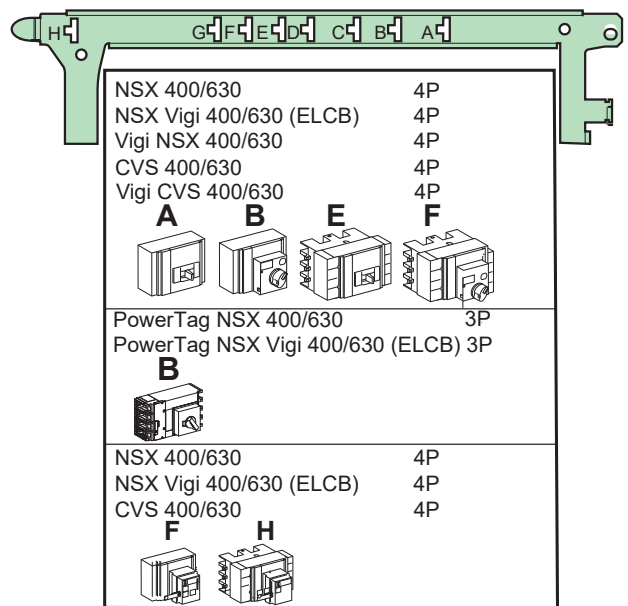 H G F E D C B A
NSX 400/630 4P
NSX Vigi 400/630 (ELCB) 4P
Vigi NSX 400/630 4P
CVS 400/630 4P
Vigi CVS 400/630 4P
A B E F
PowerTag NSX 400/630 3P
PowerTag NSX Vigi 400/630 (ELCB) 3P
B
NSX 400/630 4P
NSX Vigi 400/630 (ELCB) 4P
CVS 400/630 4P
F H